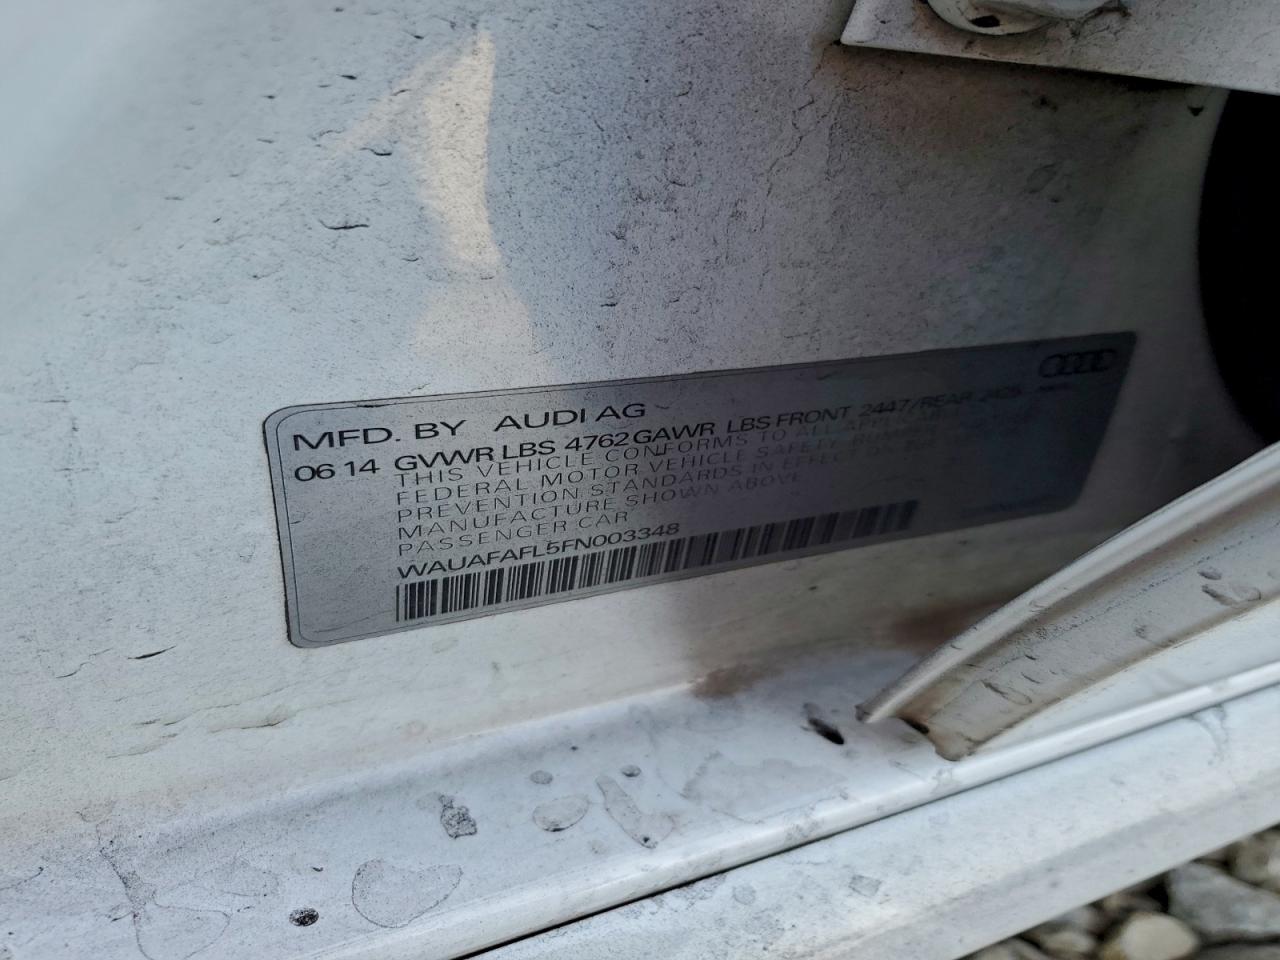 MFD. BY AUDI AG
06 14 GVWR LBS 4762 GAWR LBS FRONT 2447/REAR
THIS VEHICLE CONFORMS TO ALL
FEDERAL MOTOR VEHICLE SAFETY
PREVENTION STANDARDS IN EFFECT ON
MANUFACTURE SHOWN ABOVE
PASSENGER CAR
WAUAFAFL5FN003348